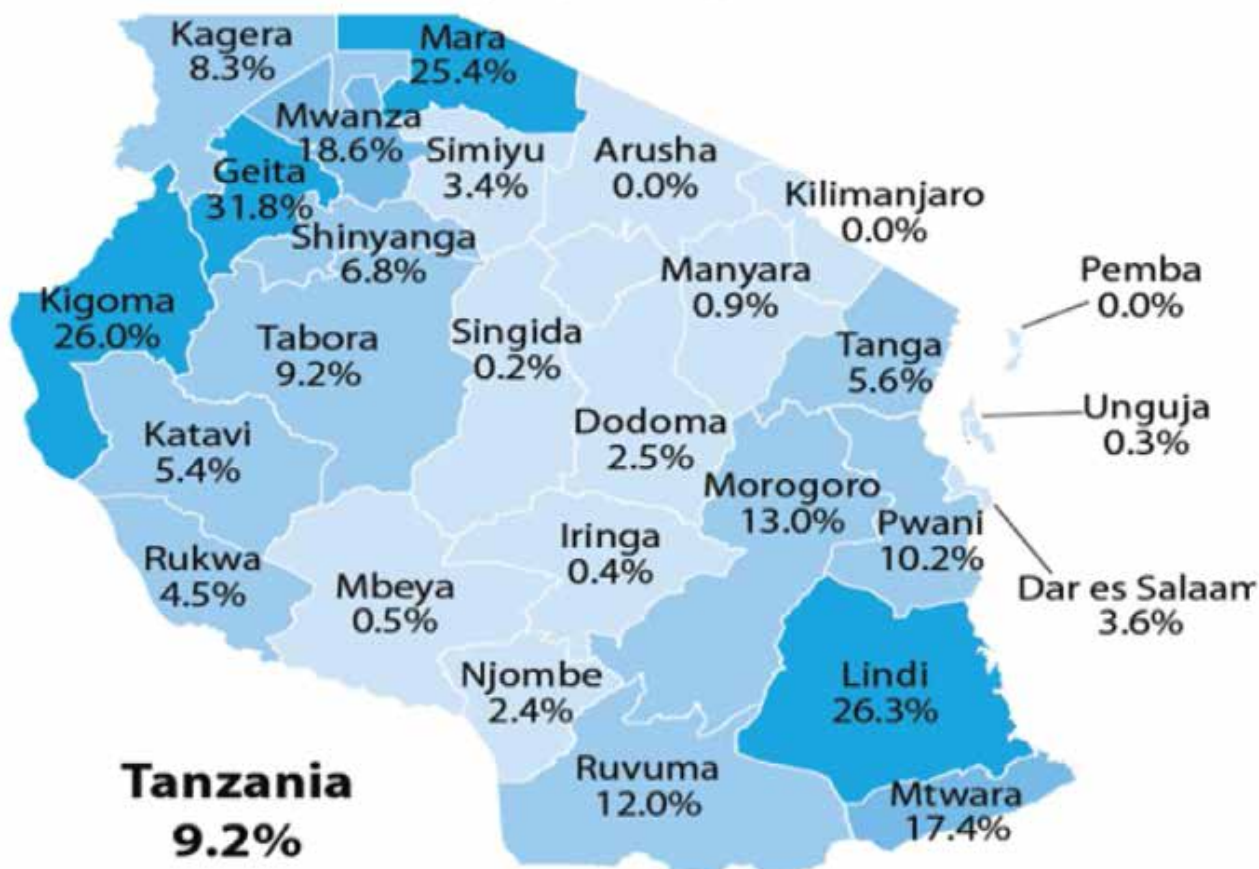 Kagera
8.3%
Mara
25.4%
Mwanza
18.6%
Geita
31.8%
Simiyu
3.4%
Arusha
0.0%
Kilimanjaro
0.0%
Shinyanga
6.8%
Kigoma
26.0%
Tabora
9.2%
Singida
0.2%
Manyara
0.9%
Pemba
0.0%
Tanga
5.6%
Unguja
0.3%
Katavi
5.4%
Dodoma
2.5%
Morogoro
13.0%
Pwani
10.2%
Rukwa
4.5%
Mbeya
0.5%
Iringa
0.4%
Dar es Salaam
3.6%
Njombe
2.4%
Lindi
26.3%
Ruvuma
12.0%
Mtwara
17.4%
Tanzania
9.2%